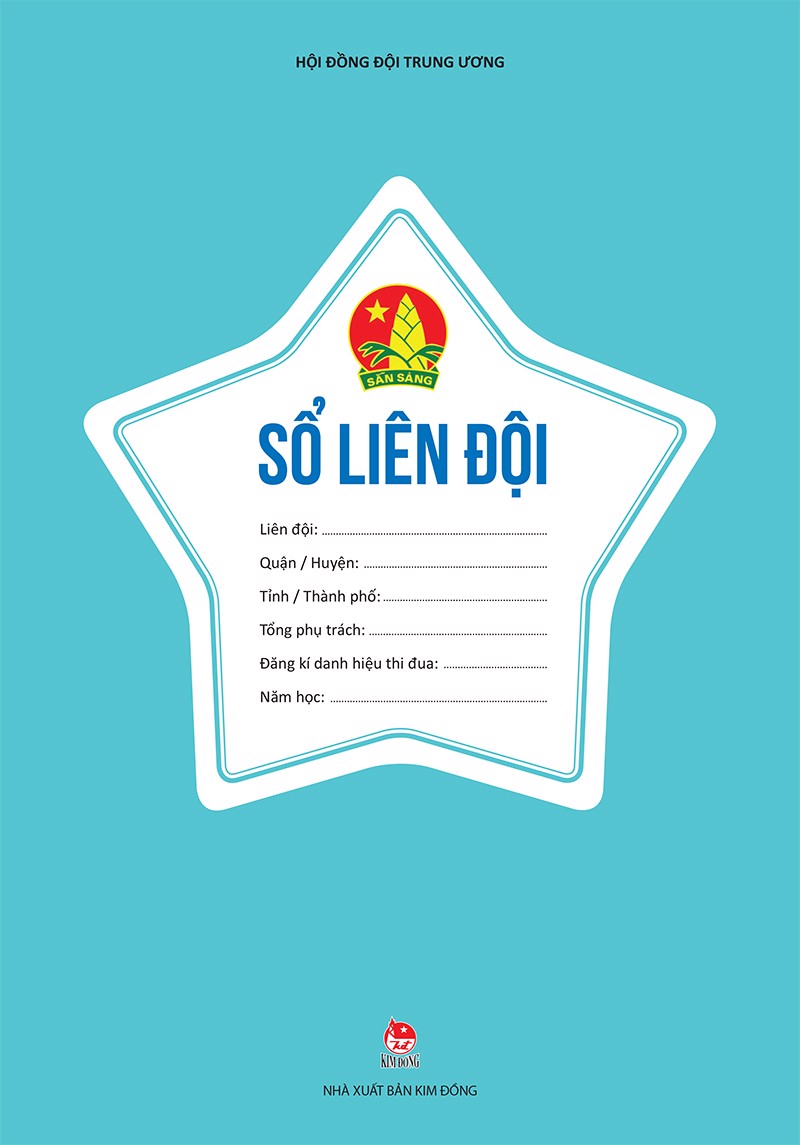 HỘI ĐỒNG ĐỘI TRUNG ƯƠNG
SẴN SÀNG
SỔ LIÊN ĐỘI
Liên đội:
Quận / Huyện:
Tỉnh / Thành phố:
Tổng phụ trách:
Đăng kí danh hiệu thi đua:
Năm học:
KIM ĐỒNG
NHÀ XUẤT BẢN KIM ĐỒNG